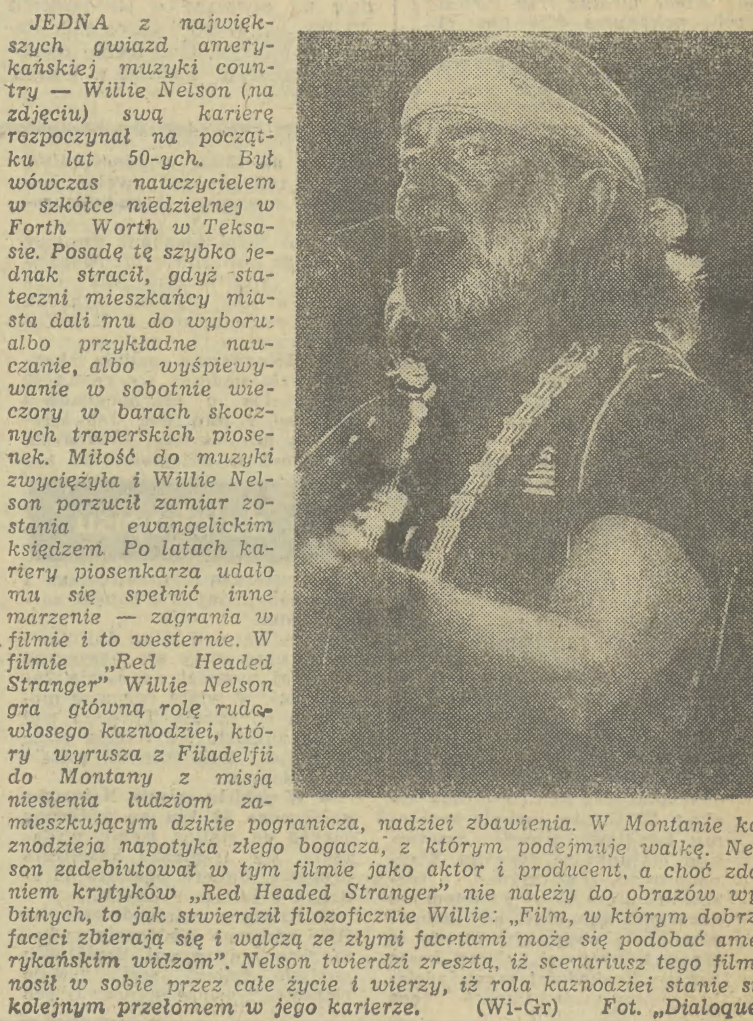 JEDNA z najwięk-
szych gwiazd amery-
kańskiej muzyki coun-
try — Willie Nelson (na
zdjęciu) swą karierę
rozpoczynał na począt-
ku lat 50-ych. Był
wówczas nauczycielem
w szkółce niedzielnej w
Forth Worth w Teksa-
sie. Posadę tę szybko je-
dnak stracił, gdyż sta-
teczni mieszkańcy mia-
sta dali mu do wyboru:
albo przykładne nau-
czanie, albo wyśpiewy-
wanie w sobotnie wie-
czory w barach skocz-
nych traperskich piose-
nek. Miłość do muzyki
zwyciężyła i Willie Nel-
son porzucił zamiar zo-
stania ewangelickim
księdzem. Po latach ka-
riery piosenkarza udało
mu się spełnić inne
marzenie — zagrania w
filmie i to westernie. W
filmie „Red Headed
Stranger” Willie Nelson
gra główną rolę rudo-
włosego kaznodziei, któ-
ry wyrusza z Filadelfii
do Montany z misją
niesienia ludziom za-
mieszkującym dzikie pogranicza, nadziei zbawienia. W Montanie ka
znodzieja napotyka złego bogacza, z którym podejmuje walkę. Ne
son zadebiutował w tym filmie jako aktor i producent, a choć zda
niem krytyków „Red Headed Stranger” nie należy do obrazów wy
bitnych, to jak stwierdził filozoficznie Willie: „Film, w którym dobrz
faceci zbierają się i walczą ze złymi facetami może się podobać ame
rykańskim widzom”. Nelson twierdzi zresztą, iż scenariusz tego film
nosił w sobie przez całe życie i wierzy, iż rola kaznodziei stanie si
kolejnym przełomem w jego karierze. (Wi-Gr) Fot. „Dialoque